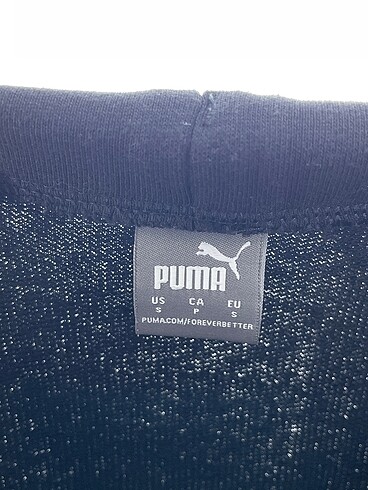 PUMA
US CA EU
S P S
PUMA.COM/FOREVERBETTER